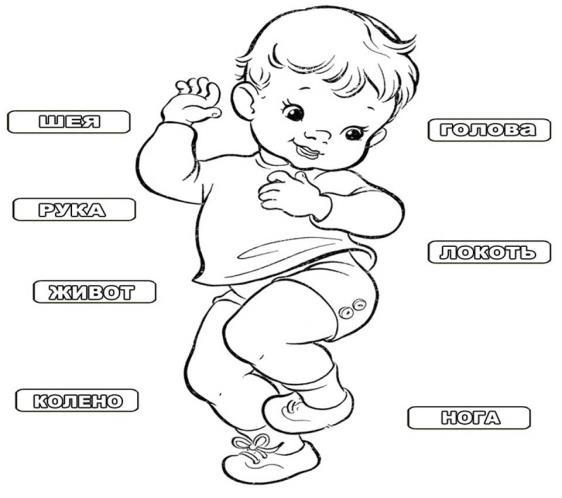 ШЕЯ
ГОЛОВА
РУКА
ЛОКОТЬ
ЖИВОТ
КОЛЕНО
НОГА